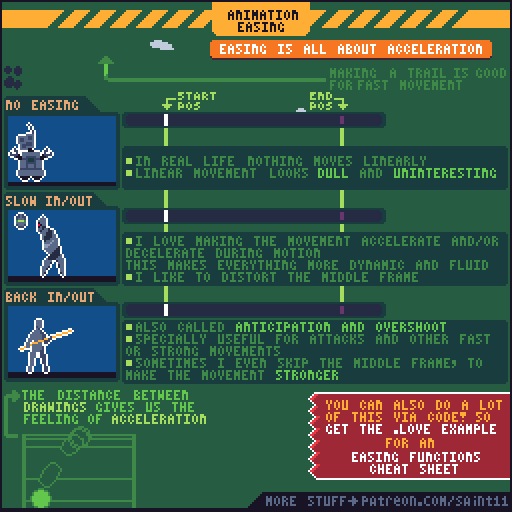 ANIMATION
EASING
EASING IS ALL ABOUT ACCELERATION
MAKING A TRAIL IS GOOD
FOR FAST MOVEMENT
START
POS
END
POS
NO EASING
IN REAL LIFE NOTHING MOVES LINEARLY
LINEAR MOVEMENT LOOKS DULL AND UNINTERESTING
SLOW IN/OUT
I LOVE MAKING THE MOVEMENT ACCELERATE AND/OR
DECELERATE DURING MOTION
THIS MAKES EVERYTHING MORE DYNAMIC AND FLUID
I LIKE TO DISTORT THE MIDDLE FRAME
BACK IN/OUT
ALSO CALLED ANTICIPATION AND OVERSHOOT
SPECIALLY USEFUL FOR ATTACKS AND OTHER FAST
OR STRONG MOVEMENTS
SOMETIMES I EVEN SKIP THE MIDDLE FRAME, TO
MAKE THE MOVEMENT STRONGER
THE DISTANCE BETWEEN
DRAWINGS GIVES US THE
FEELING OF ACCELERATION
YOU CAN ALSO DO A LOT
OF THIS VIA CODE! SO
GET THE .LOVE EXAMPLE
FOR AN
EASING FUNCTIONS
CHEAT SHEET
MORE STUFF→PATREON.COM/SAINT11